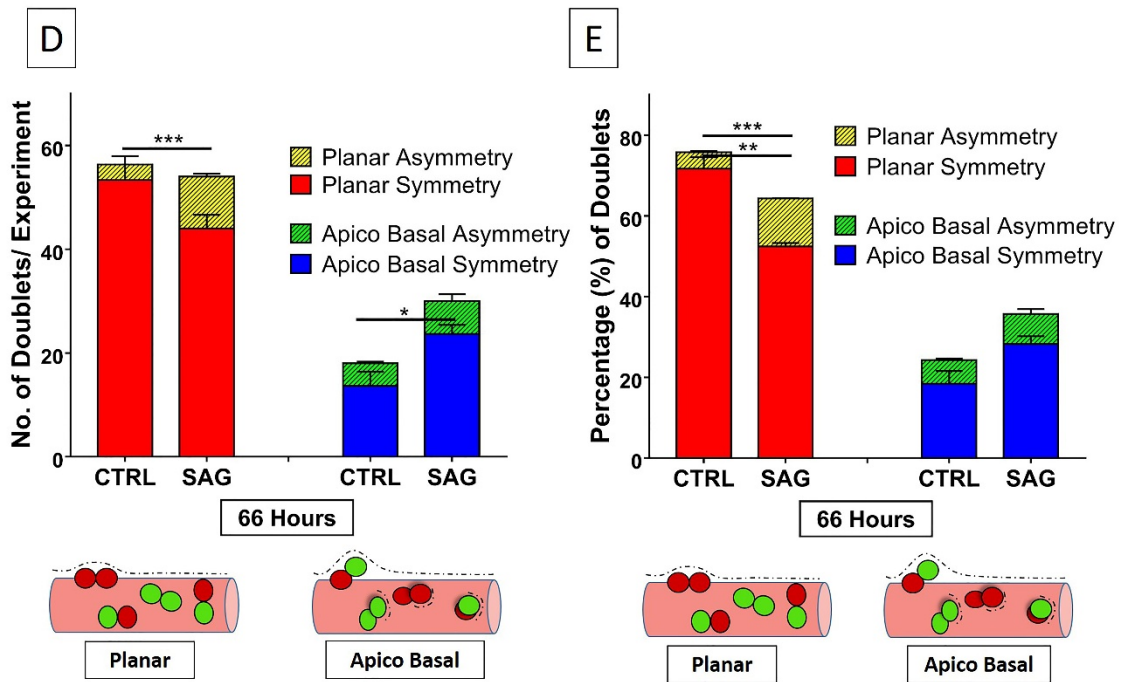 D
No. of Doublets/ Experiment
60
40
20
0
***
*
Planar Asymmetry
Planar Symmetry
Apico Basal Asymmetry
Apico Basal Symmetry
CTRL SAG CTRL SAG
66 Hours
Planar
Apico Basal
E
Percentage (%) of Doublets
80
60
40
20
0
***
**
Planar Asymmetry
Planar Symmetry
Apico Basal Asymmetry
Apico Basal Symmetry
CTRL SAG CTRL SAG
66 Hours
Planar
Apico Basal